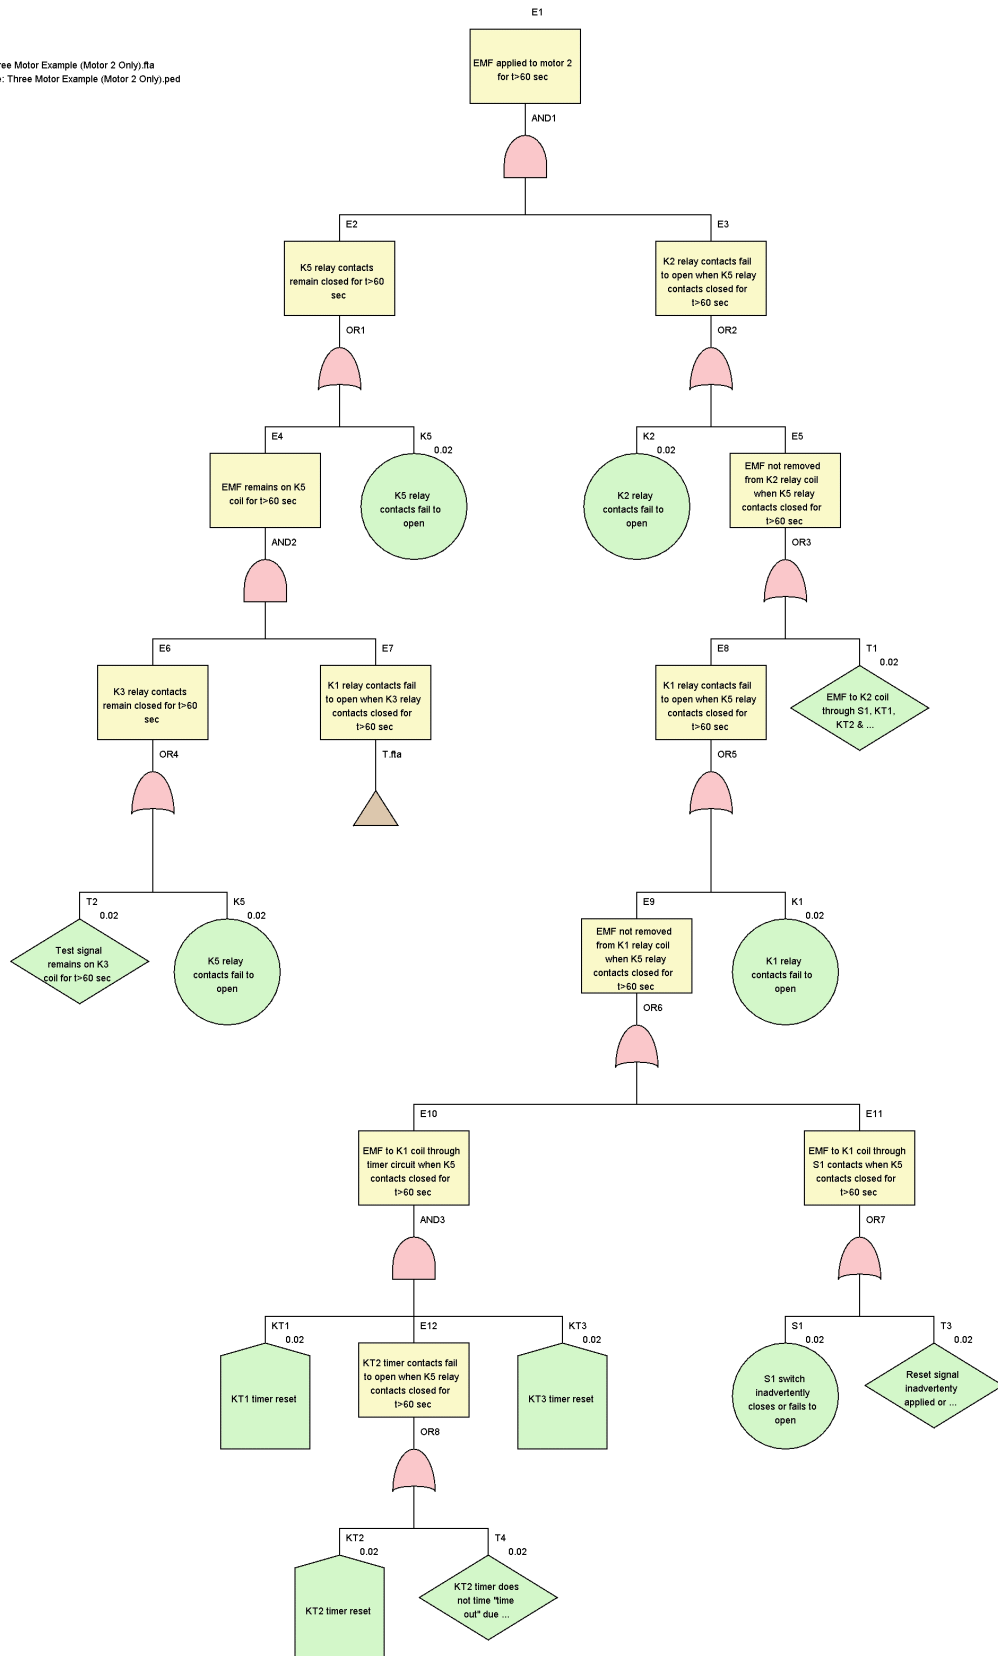 E1
ree Motor Example (Motor 2 Only).fta
e: Three Motor Example (Motor 2 Only).ped
EMF applied to motor 2
for t>60 sec
AND1
E2
E3
K5 relay contacts
remain closed for t>60
sec
K2 relay contacts fail
to open when K5 relay
contacts closed for
t>60 sec
OR1
OR2
E4
K5
0.02
K2
0.02
E5
EMF remains on K5
coil for t>60 sec
K5 relay
contacts fail to
open
K2 relay
contacts fail to
open
EMF not removed
from K2 relay coil
when K5 relay
contacts closed for
t>60 sec
AND2
OR3
E6
E7
E8
T1
0.02
K3 relay contacts
remain closed for t>60
sec
K1 relay contacts fail
to open when K3 relay
contacts closed for
t>60 sec
K1 relay contacts fail
to open when K5 relay
contacts closed for
t>60 sec
EMF to K2 coil
through S1, KT1,
KT2 & ...
OR4
T.fta
OR5
T2
0.02
K5
0.02
E9
K1
0.02
Test signal
remains on K3
coil for t>60 sec
K5 relay
contacts fail to
open
EMF not removed
from K1 relay coil
when K5 relay
contacts closed for
t>60 sec
K1 relay
contacts fail to
open
OR6
E10
E11
EMF to K1 coil through
timer circuit when K5
contacts closed for
t>60 sec
EMF to K1 coil through
S1 contacts when K5
contacts closed for
t>60 sec
AND3
OR7
KT1
0.02
E12
KT3
0.02
S1
0.02
T3
0.02
KT1 timer reset
KT2 timer contacts fail
to open when K5 relay
contacts closed for
t>60 sec
KT3 timer reset
S1 switch
inadvertently
closes or fails to
open
Reset signal
inadvertenty
applied or ...
OR8
KT2
0.02
T4
0.02
KT2 timer reset
KT2 timer does
not time "time
out" due ...